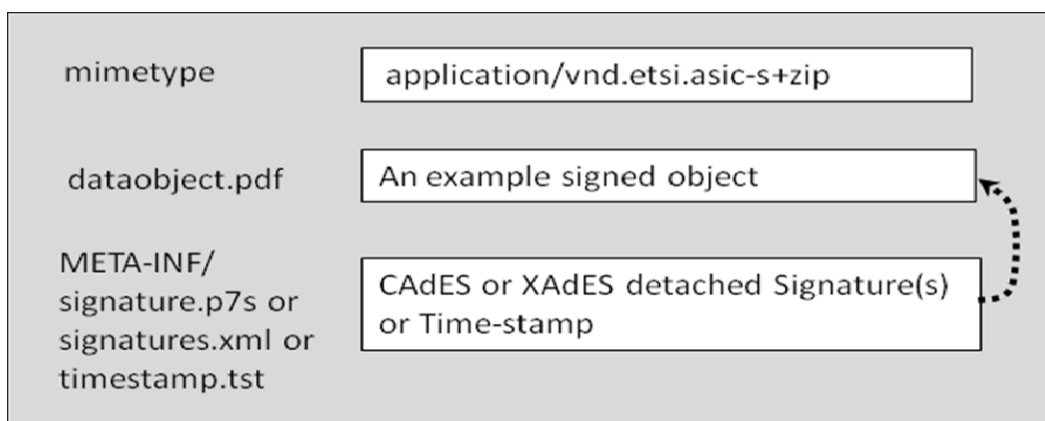 mimetype
application/vnd.etsi.asic-s+zip
dataobject.pdf
An example signed object
META-INF/
signature.p7s or
signatures.xml or
timestamp.tst
CAdES or XAdES detached Signature(s)
or Time-stamp